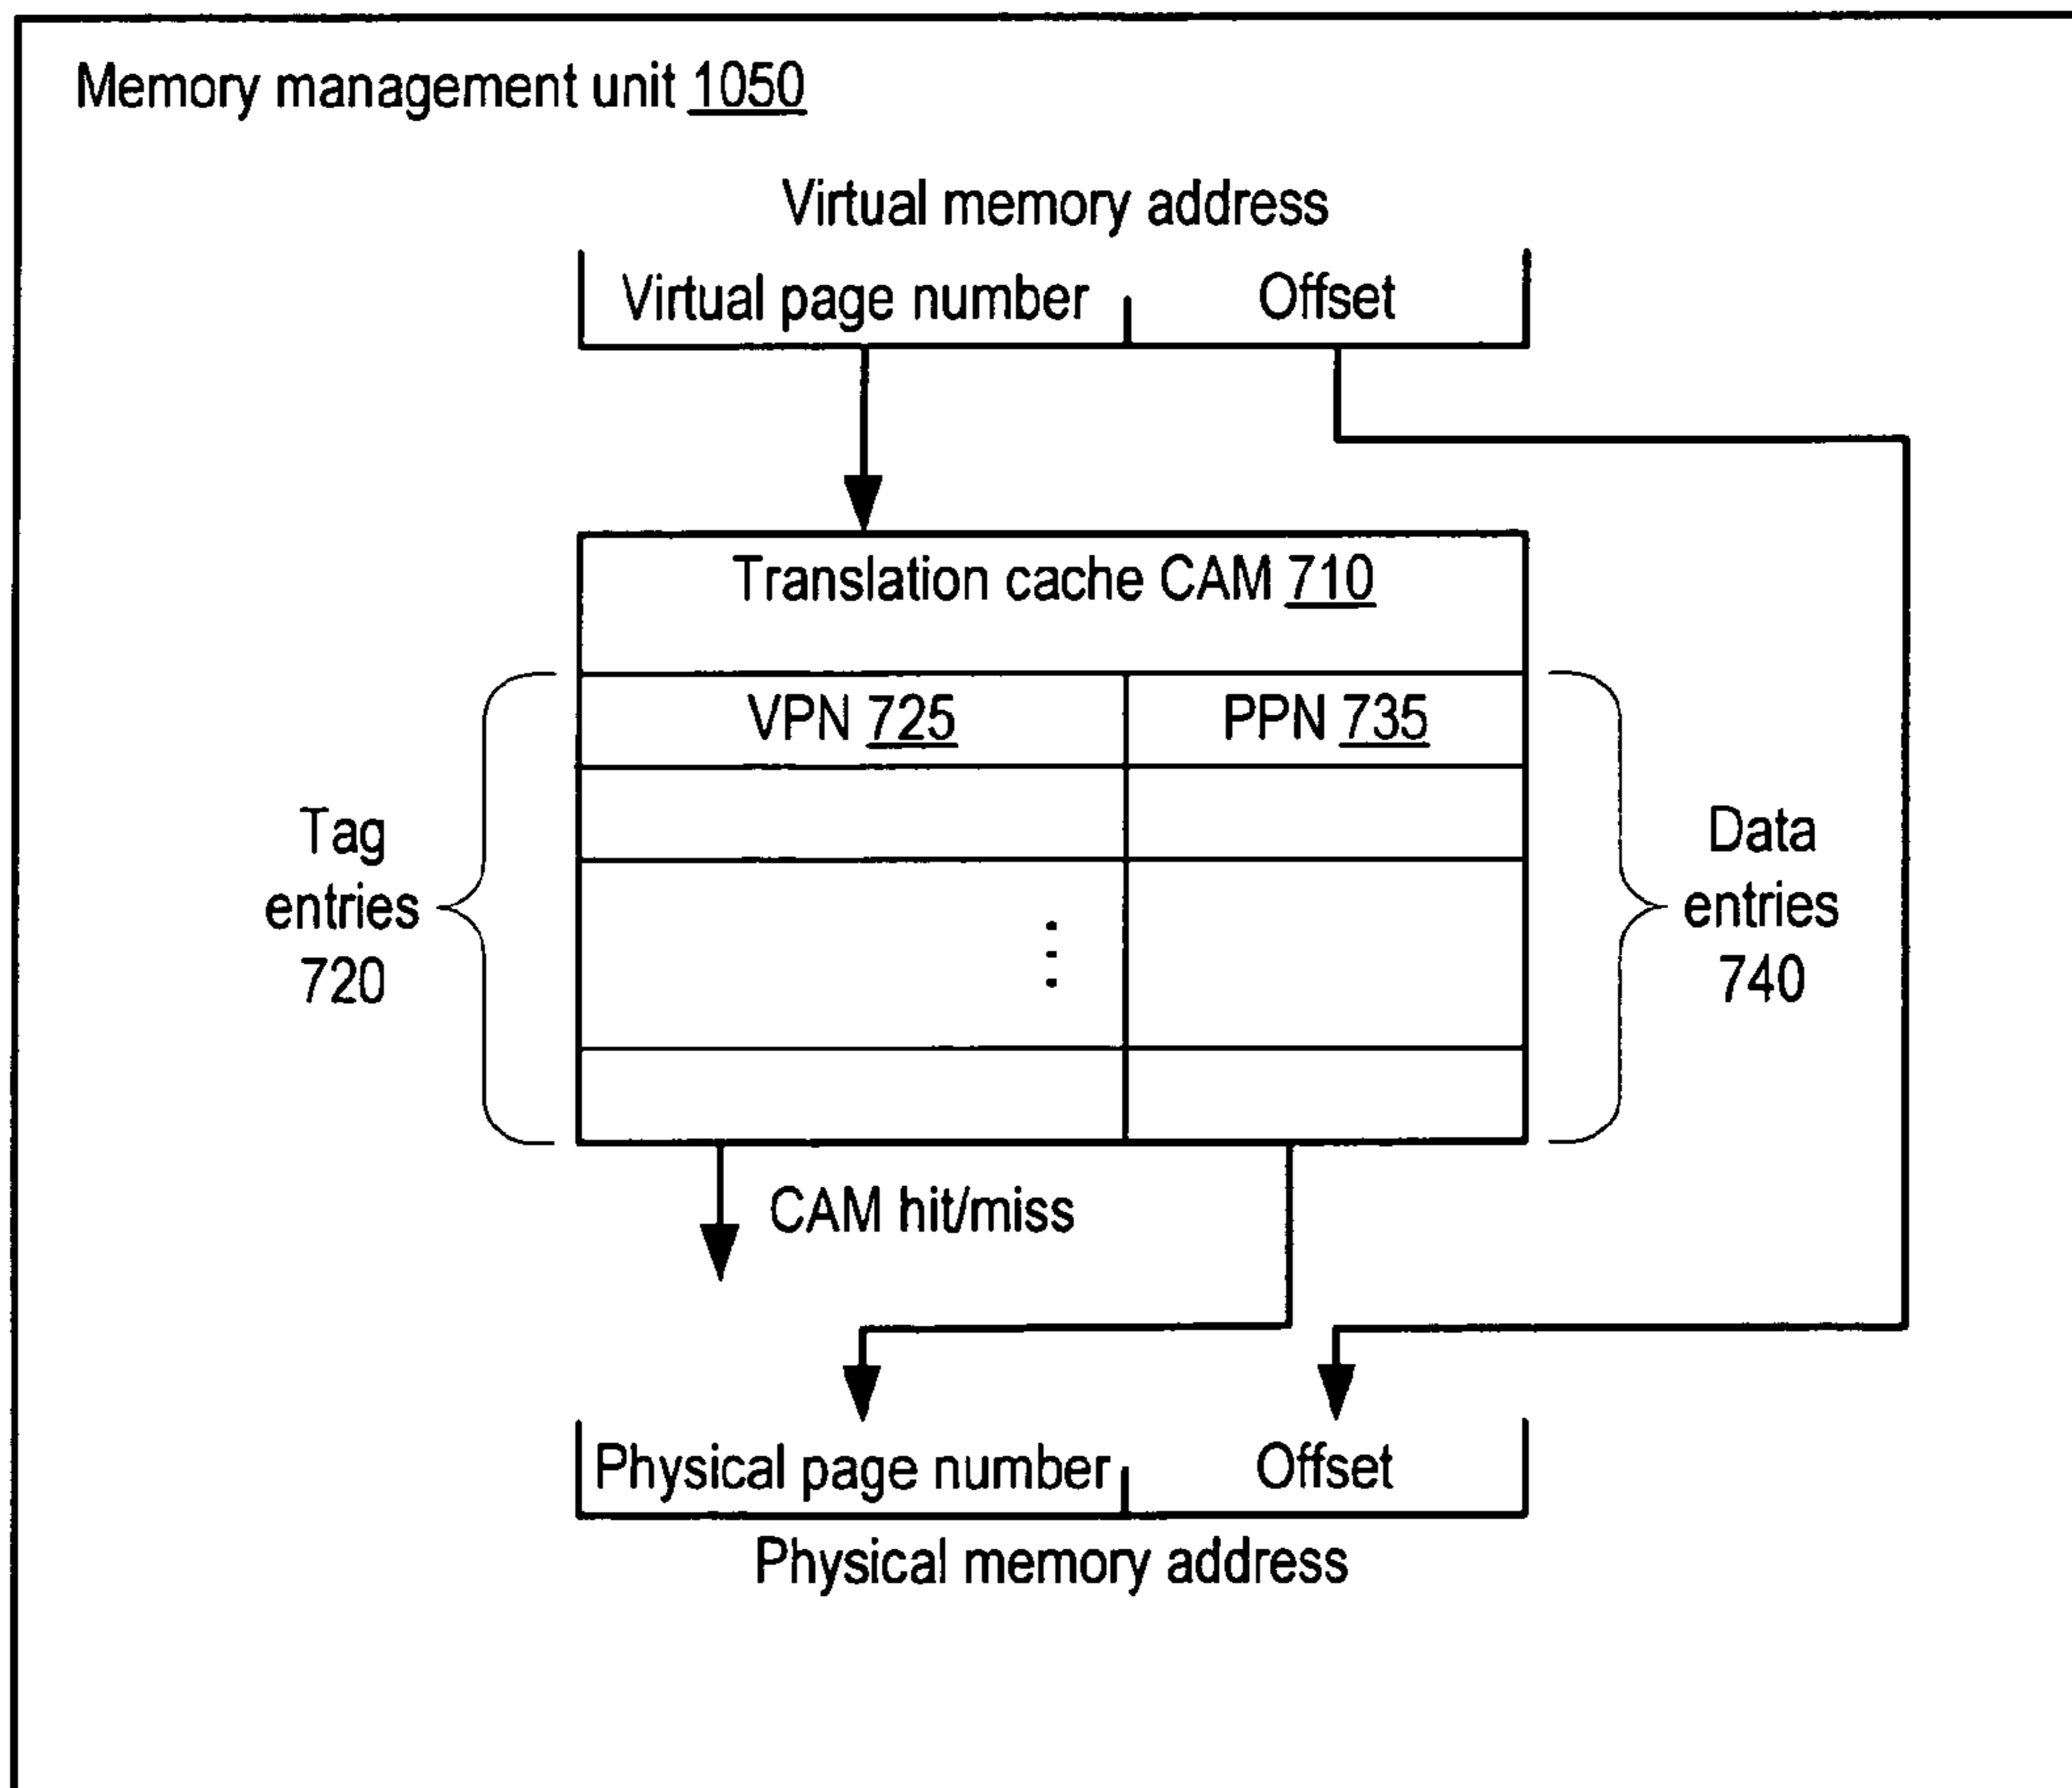 Memory management unit 1050
Virtual memory address
Virtual page number Offset
Translation cache CAM 710
VPN 725 PPN 735
Tag
entries
720
Data
entries
740
CAM hit/miss
Physical page number Offset
Physical memory address